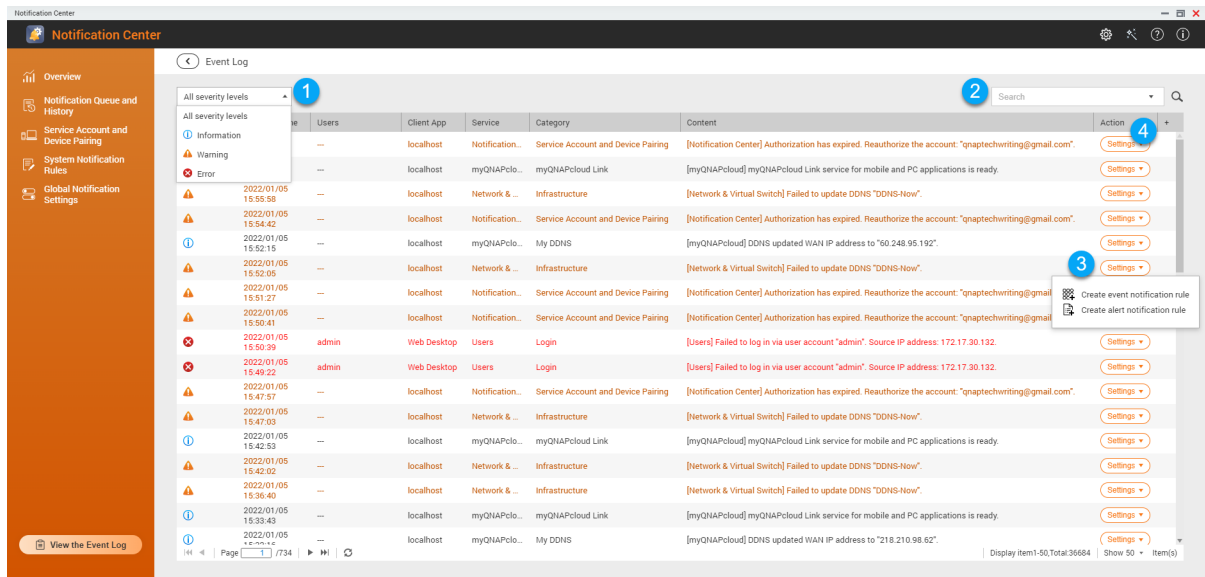 Notification Center
Notification Center
Event Log
Overview
Notification Queue and
History
Service Account and
Device Pairing
System Notification
Rules
Global Notification
Settings
View the Event Log
All severity levels
1
2
Search
All severity levels
Information
Warning
Error
Users Client App Service Category Content Action +
4
--- localhost Notification... Service Account and Device Pairing [Notification Center] Authorization has expired. Reauthorize the account: "qnaptechwriting@gmail.com". Settings
--- localhost myQNAPclo... myQNAPcloud Link [myQNAPcloud] myQNAPcloud Link service for mobile and PC applications is ready. Settings
2022/01/05
15:55:58 --- localhost Network & ... Infrastructure [Network & Virtual Switch] Failed to update DDNS "DDNS-Now". Settings
2022/01/05
15:54:42 --- localhost Notification... Service Account and Device Pairing [Notification Center] Authorization has expired. Reauthorize the account: "qnaptechwriting@gmail.com". Settings
2022/01/05
15:52:15 --- localhost myQNAPclo... My DDNS [myQNAPcloud] DDNS updated WAN IP address to "60.248.95.192". Settings
2022/01/05
15:52:05 --- localhost Network & ... Infrastructure [Network & Virtual Switch] Failed to update DDNS "DDNS-Now". Settings
3
Create event notification rule
Create alert notification rule
2022/01/05
15:51:27 --- localhost Notification... Service Account and Device Pairing [Notification Center] Authorization has expired. Reauthorize the account: "qnaptechwriting@gmail
2022/01/05
15:50:41 --- localhost Notification... Service Account and Device Pairing [Notification Center] Authorization has expired. Reauthorize the account: "qnaptechwriting@gmail
2022/01/05
15:50:39 admin Web Desktop Users Login [Users] Failed to log in via user account "admin". Source IP address: 172.17.30.132. Settings
2022/01/05
15:49:22 admin Web Desktop Users Login [Users] Failed to log in via user account "admin". Source IP address: 172.17.30.132. Settings
2022/01/05
15:47:57 --- localhost Notification... Service Account and Device Pairing [Notification Center] Authorization has expired. Reauthorize the account: "qnaptechwriting@gmail.com". Settings
2022/01/05
15:47:03 --- localhost Network & ... Infrastructure [Network & Virtual Switch] Failed to update DDNS "DDNS-Now". Settings
2022/01/05
15:42:53 --- localhost myQNAPclo... myQNAPcloud Link [myQNAPcloud] myQNAPcloud Link service for mobile and PC applications is ready. Settings
2022/01/05
15:42:02 --- localhost Network & ... Infrastructure [Network & Virtual Switch] Failed to update DDNS "DDNS-Now". Settings
2022/01/05
15:36:40 --- localhost Network & ... Infrastructure [Network & Virtual Switch] Failed to update DDNS "DDNS-Now". Settings
2022/01/05
15:33:43 --- localhost myQNAPclo... myQNAPcloud Link [myQNAPcloud] myQNAPcloud Link service for mobile and PC applications is ready. Settings
2022/01/05
--- localhost myQNAPclo... My DDNS [myQNAPcloud] DDNS updated WAN IP address to "218.210.98.62". Settings
Page 1 /734 Display item1-50,Total:36684 Show 50 Item(s)